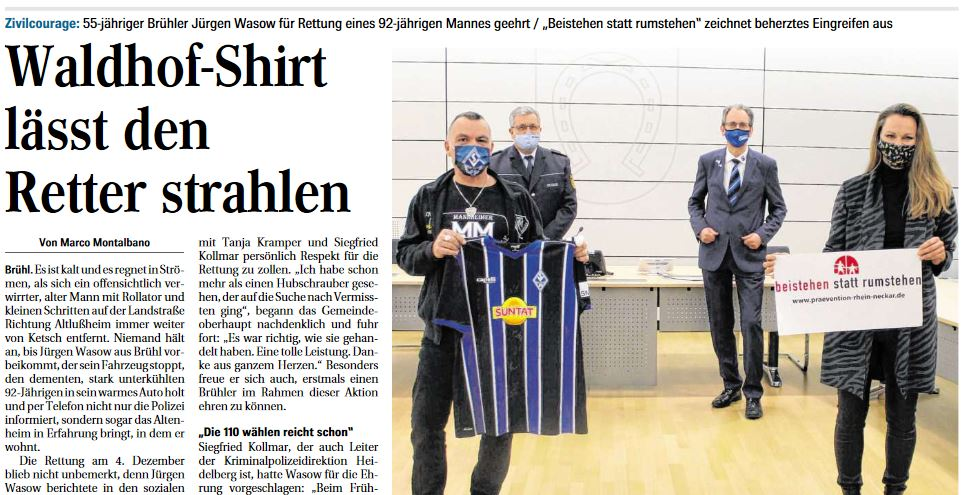 Zivilcourage: 55-jähriger Brühler Jürgen Wasow für Rettung eines 92-jährigen Mannes geehrt / „Beistehen statt rumstehen“ zeichnet beherztes Eingreifen aus
Waldhof-Shirt
lässt den
Retter strahlen
Von Marco Montalbano
Brühl. Es ist kalt und es regnet in Strö-
men, als sich ein offensichtlich ver-
wirrter, alter Mann mit Rollator und
kleinen Schritten auf der Landstraße
Richtung Altlußheim immer weiter
von Ketsch entfernt. Niemand hält
an, bis Jürgen Wasow aus Brühl vor-
beikommt, der sein Fahrzeug stoppt,
den dementen, stark unterkühlten
92-Jährigen in sein warmes Auto holt
und per Telefon nicht nur die Polizei
informiert, sondern sogar das Alten-
heim in Erfahrung bringt, in dem er
wohnt.
Die Rettung am 4. Dezember
blieb nicht unbemerkt, denn Jürgen
Wasow berichtete in den sozialen
mit Tanja Kramper und Siegfried
Kollmar persönlich Respekt für die
Rettung zu zollen. „Ich habe schon
mehr als einen Hubschrauber gese-
hen, der auf die Suche nach Vermiss-
ten ging“, begann das Gemeinde-
oberhaupt nachdenklich und fuhr
fort: „Es war richtig, wie sie gehan-
delt haben. Eine tolle Leistung. Dan-
ke aus ganzem Herzen.“ Besonders
freue er sich auch, erstmals einen
Brühler im Rahmen dieser Aktion
ehren zu können.
„Die 110 wählen reicht schon“
Siegfried Kollmar, der auch Leiter
der Kriminalpolizeidirektion Hei-
delberg ist, hatte Wasow für die Eh-
rung vorgeschlagen: „Beim Früh-
MANNHEIMER
MM
capelli
SUNTAT
beistehen statt rumstehen
www.praevention-rhein-neckar.de